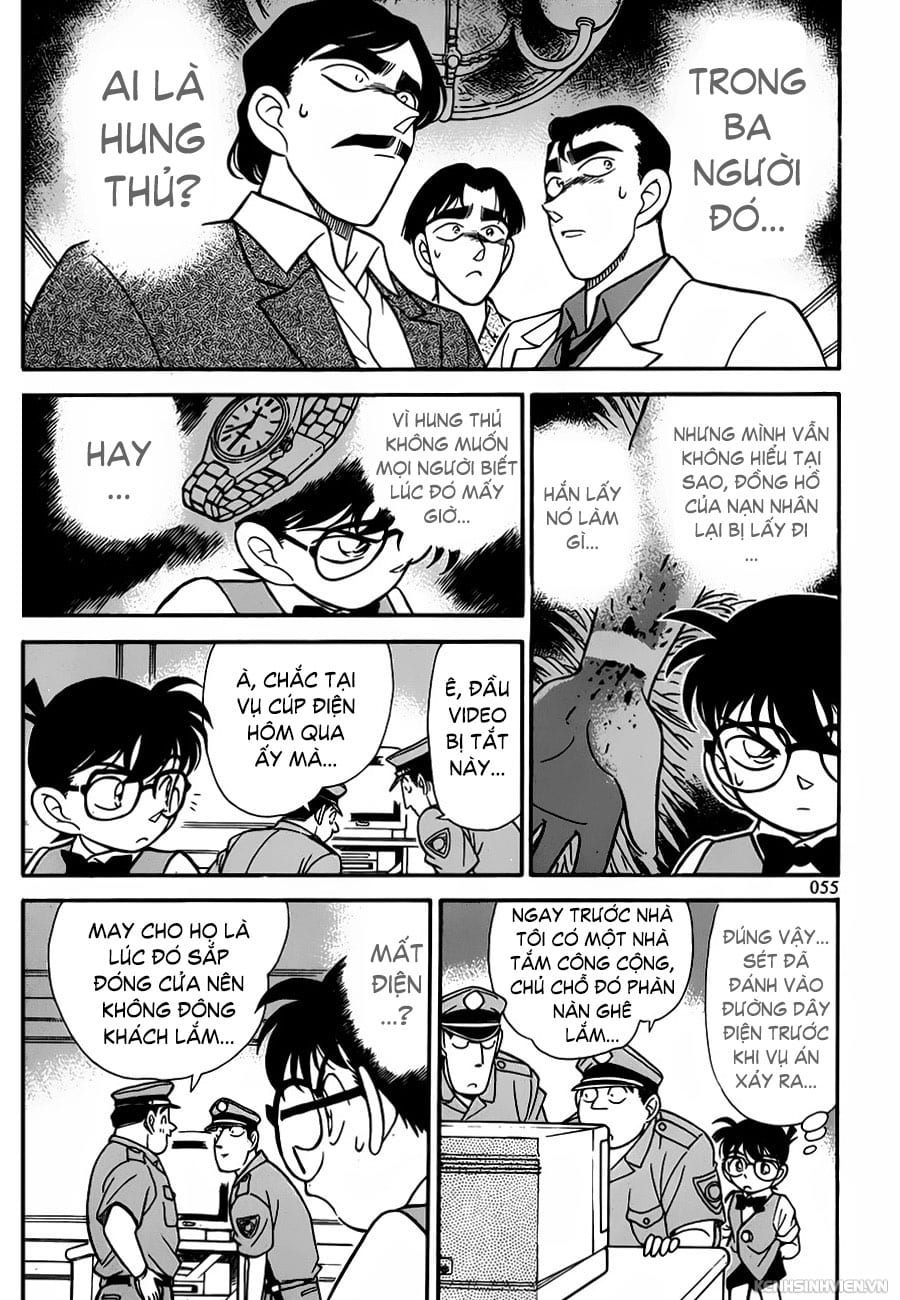 TRONG
BA
NGƯỜI
ĐÓ...
AI LÀ
HUNG
THỦ?
NHƯNG MÌNH VẪN
KHÔNG HIỂU TẠI
SAO, ĐỒNG HỒ
CỦA NẠN NHÂN
LẠI BỊ LẤY ĐI
...
HẮN LẤY
NÓ LÀM
GÌ...
VÌ HUNG THỦ
KHÔNG MUỐN
MỌI NGƯỜI BIẾT
LÚC ĐÓ MẤY
GIỜ...
HAY
...
Ê, ĐẦU
VIDEO
BỊ TẮT
NÀY...
À, CHẮC TẠI
VỤ CÚP ĐIỆN
HÔM QUA
ẤY MÀ...
055
ĐÚNG VẬY...
SÉT ĐÃ
ĐÁNH VÀO
ĐƯỜNG DÂY
ĐIỆN TRƯỚC
KHI VỤ ÁN
XẢY RA...
NGAY TRƯỚC NHÀ
TÔI CÓ MỘT NHÀ
TẮM CÔNG CỘNG,
CHỦ CHỖ ĐÓ PHÀN
NÀN GHÊ
LẮM...
MẤT
ĐIỆN
...?
MAY CHO HỌ LÀ
LÚC ĐÓ SẮP
ĐÓNG CỬA NÊN
KHÔNG ĐÔNG
KHÁCH LẮM...
KENHSINHVIEN.VN